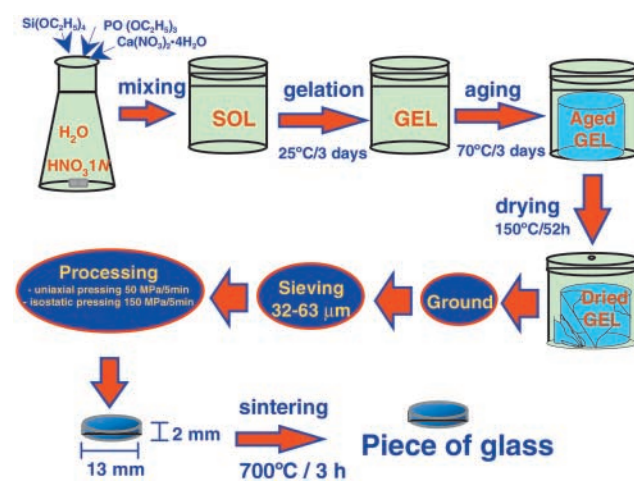 Si(OC₂H₅)₄
PO (OC₂H₅)₃
Ca(NO₃)₂•4H₂O
H₂O
HNO₃1N
mixing
SOL
gelation
25ºC/3 days
GEL
aging
70ºC/3 days
Aged
GEL
drying
150ºC/52h
Dried
GEL
Ground
Sieving
32-63 μm
Processing
- uniaxial pressing 50 MPa/5min
- isostatic pressing 150 MPa/5min
2 mm
13 mm
sintering
700ºC / 3 h
Piece of glass